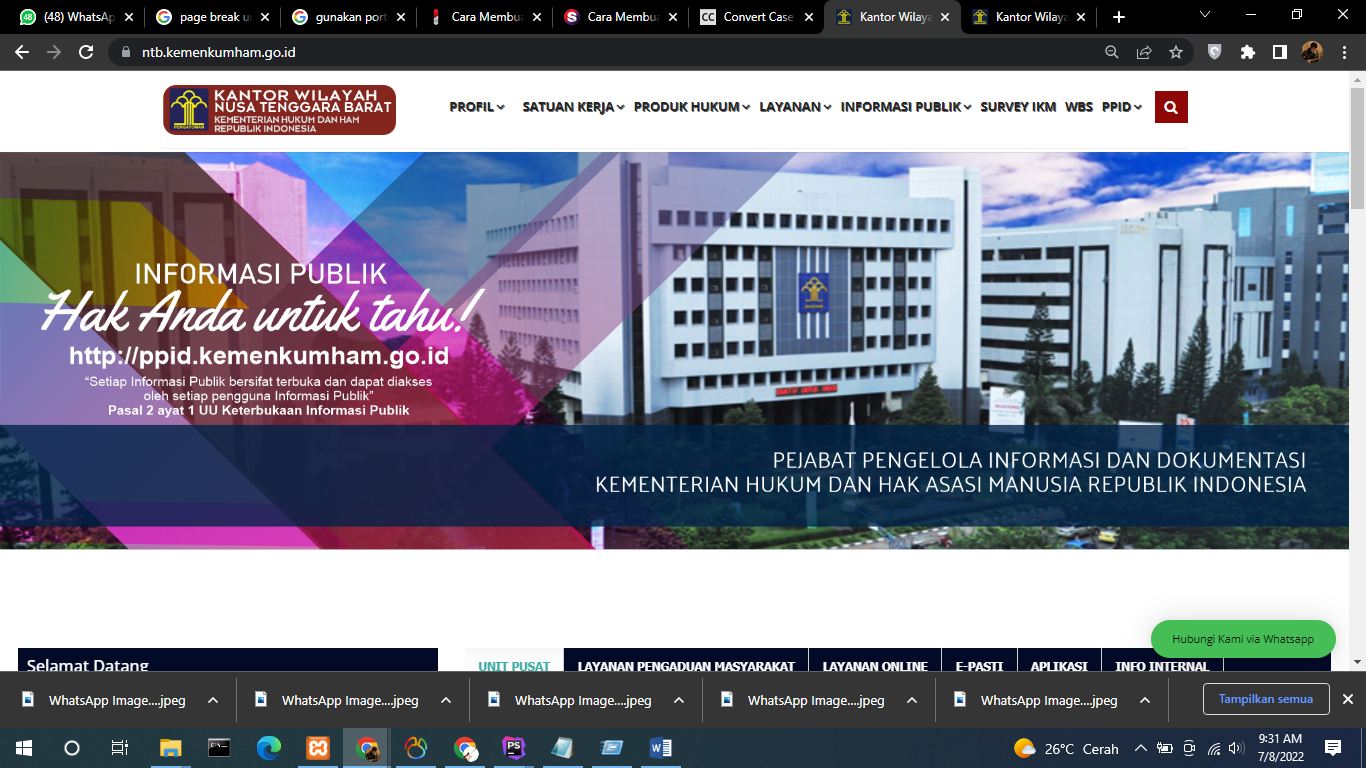 (48) WhatsAp
page break u
gunakan port
Cara Membua
Cara Membua
Convert Case
Kantor Wilaya
Kantor Wilaya
ntb.kemenkumham.go.id
KANTOR WILAYAH
NUSA TENGGARA BARAT
KEMENTERIAN HUKUM DAN HAM
REPUBLIK INDONESIA
PENGAYOMAN
PROFIL SATUAN KERJA PRODUK HUKUM LAYANAN INFORMASI PUBLIK SURVEY IKM WBS PPID
INFORMASI PUBLIK
Hak Anda untuk tahu!
http://ppid.kemenkumham.go.id
“Setiap Informasi Publik bersifat terbuka dan dapat diakses
oleh setiap pengguna Informasi Publik”
Pasal 2 ayat 1 UU Keterbukaan Informasi Publik
PEJABAT PENGELOLA INFORMASI DAN DOKUMENTASI
KEMENTERIAN HUKUM DAN HAK ASASI MANUSIA REPUBLIK INDONESIA
Hubungi Kami via Whatsapp
Selamat Datang
UNIT PUSAT LAYANAN PENGADUAN MASYARAKAT LAYANAN ONLINE E-PASTI APLIKASI INFO INTERNAL
WhatsApp Image....jpeg
WhatsApp Image....jpeg
WhatsApp Image....jpeg
WhatsApp Image....jpeg
WhatsApp Image....jpeg
Tampilkan semua
26°C Cerah
9:31 AM
7/8/2022